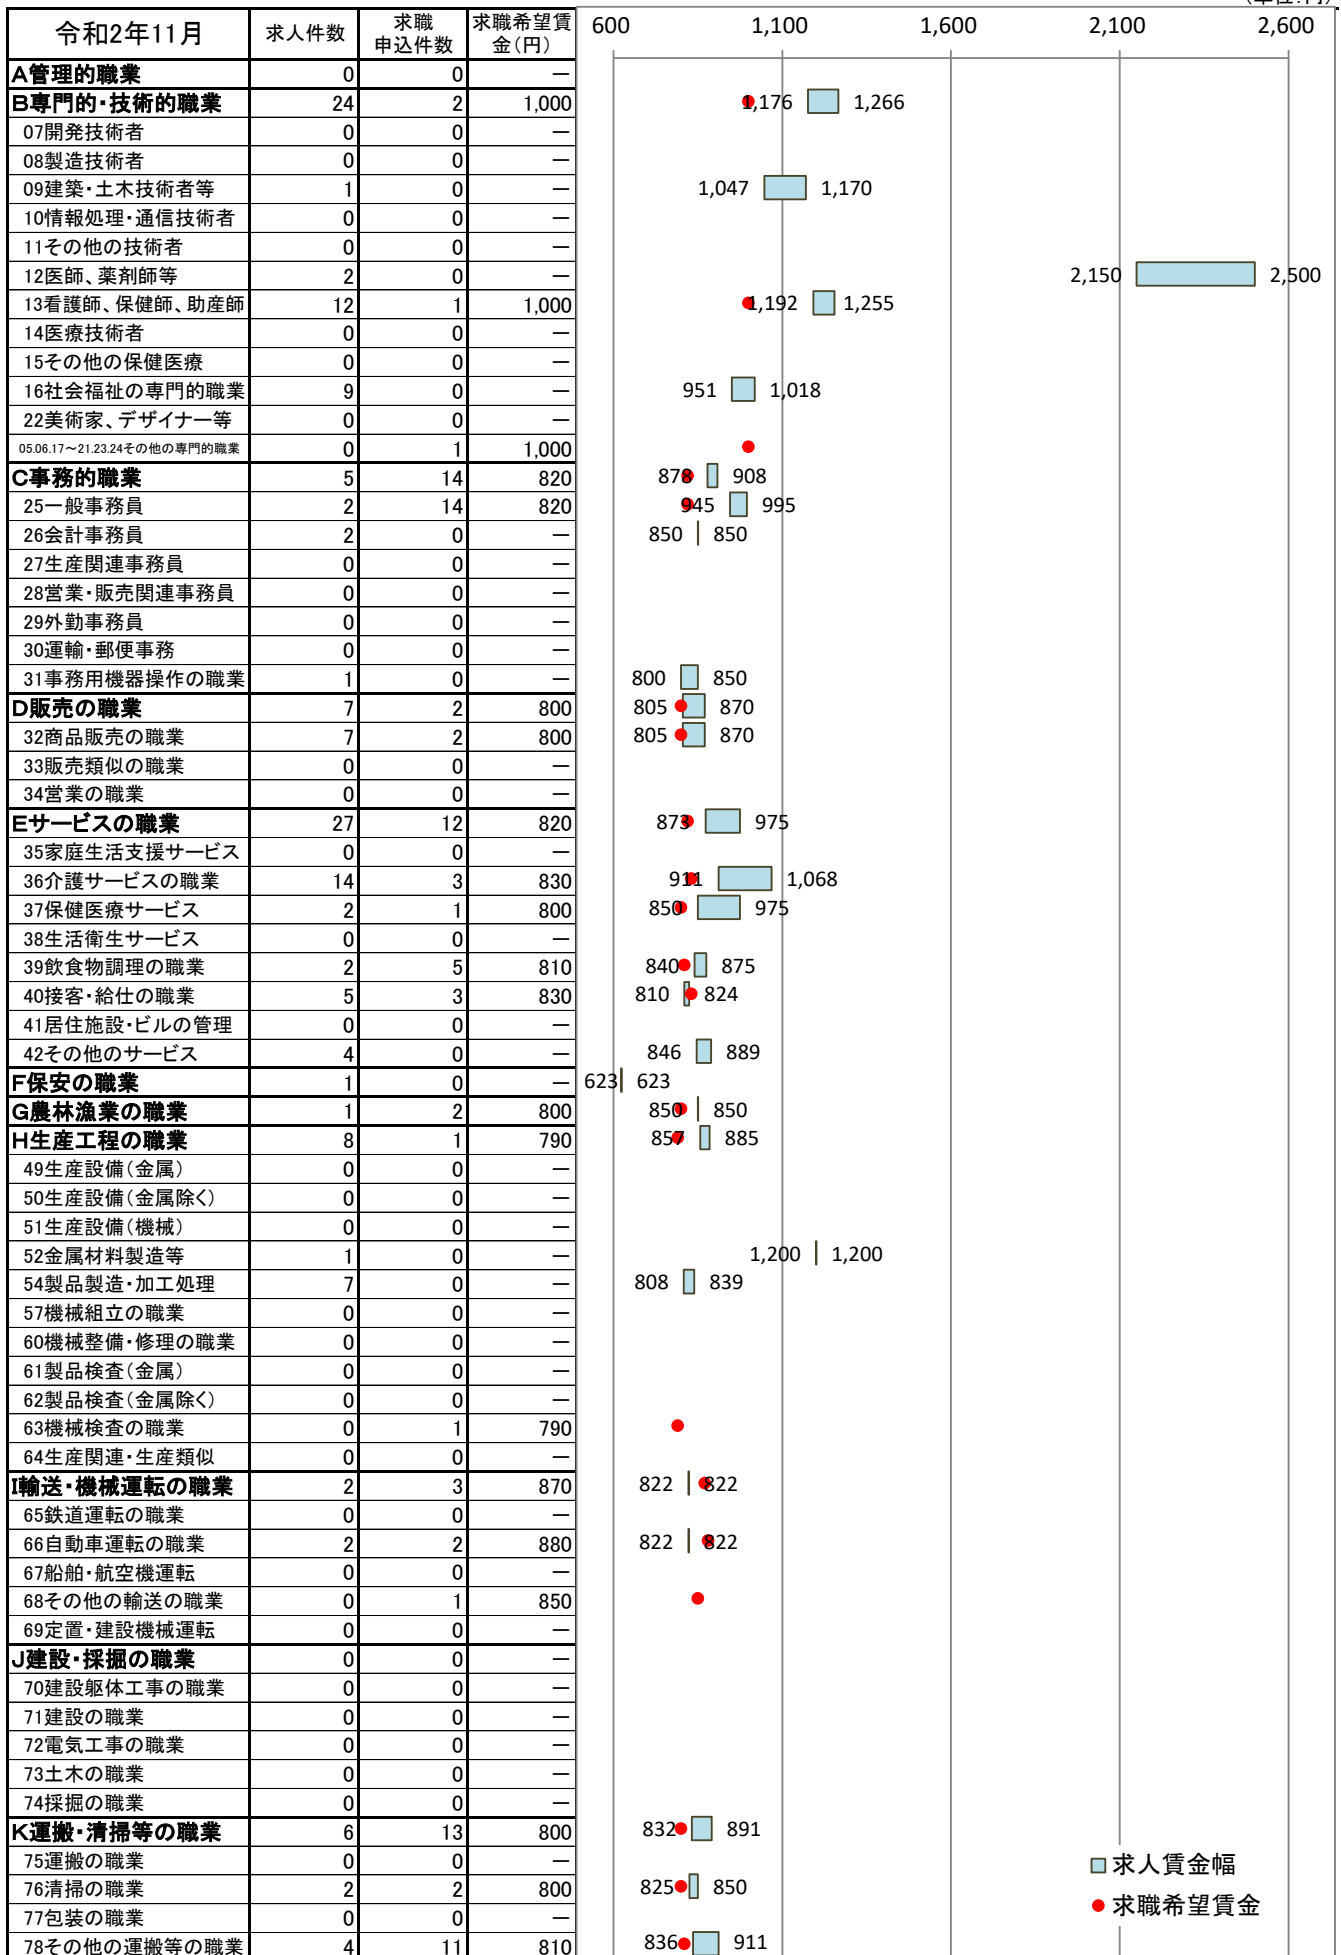 (単位:円)
令和2年11月 求人件数 求職申込件数 求職希望賃金(円) 600 1,100 1,600 2,100 2,600
A管理的職業 0 0 ―
B専門的・技術的職業 24 2 1,000 1,176 1,266
07開発技術者 0 0 ―
08製造技術者 0 0 ―
09建築・土木技術者等 1 0 ― 1,047 1,170
10情報処理・通信技術者 0 0 ―
11その他の技術者 0 0 ―
12医師、薬剤師等 2 0 ― 2,150 2,500
13看護師、保健師、助産師 12 1 1,000 1,192 1,255
14医療技術者 0 0 ―
15その他の保健医療 0 0 ―
16社会福祉の専門的職業 9 0 ― 951 1,018
22美術家、デザイナー等 0 0 ―
05.06.17～21.23.24その他の専門的職業 0 1 1,000
C事務的職業 5 14 820 878 908
25一般事務員 2 14 820 945 995
26会計事務員 2 0 ― 850 850
27生産関連事務員 0 0 ―
28営業・販売関連事務員 0 0 ―
29外勤事務員 0 0 ―
30運輸・郵便事務 0 0 ―
31事務用機器操作の職業 1 0 ― 800 850
D販売の職業 7 2 800 805 870
32商品販売の職業 7 2 800 805 870
33販売類似の職業 0 0 ―
34営業の職業 0 0 ―
Eサービスの職業 27 12 820 873 975
35家庭生活支援サービス 0 0 ―
36介護サービスの職業 14 3 830 911 1,068
37保健医療サービス 2 1 800 850 975
38生活衛生サービス 0 0 ―
39飲食物調理の職業 2 5 810 840 875
40接客・給仕の職業 5 3 830 810 824
41居住施設・ビルの管理 0 0 ―
42その他のサービス 4 0 ― 846 889
F保安の職業 1 0 ― 623 623
G農林漁業の職業 1 2 800 850 850
H生産工程の職業 8 1 790 857 885
49生産設備(金属) 0 0 ―
50生産設備(金属除く) 0 0 ―
51生産設備(機械) 0 0 ―
52金属材料製造等 1 0 ― 1,200 1,200
54製品製造・加工処理 7 0 ― 808 839
57機械組立の職業 0 0 ―
60機械整備・修理の職業 0 0 ―
61製品検査(金属) 0 0 ―
62製品検査(金属除く) 0 0 ―
63機械検査の職業 0 1 790
64生産関連・生産類似 0 0 ―
I輸送・機械運転の職業 2 3 870 822 822
65鉄道運転の職業 0 0 ―
66自動車運転の職業 2 2 880 822 822
67船舶・航空機運転 0 0 ―
68その他の輸送の職業 0 1 850
69定置・建設機械運転 0 0 ―
J建設・採掘の職業 0 0 ―
70建設躯体工事の職業 0 0 ―
71建設の職業 0 0 ―
72電気工事の職業 0 0 ―
73土木の職業 0 0 ―
74採掘の職業 0 0 ―
K運搬・清掃等の職業 6 13 800 832 891
75運搬の職業 0 0 ―
76清掃の職業 2 2 800 825 850
77包装の職業 0 0 ―
78その他の運搬等の職業 4 11 810 836 911
求人賃金幅
求職希望賃金